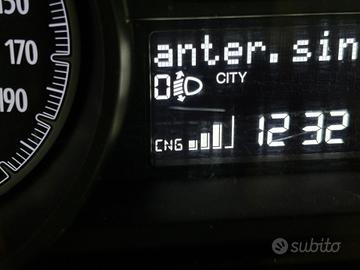 150
170
190
anter.sin
0
CITY
CNG
12 32
subito